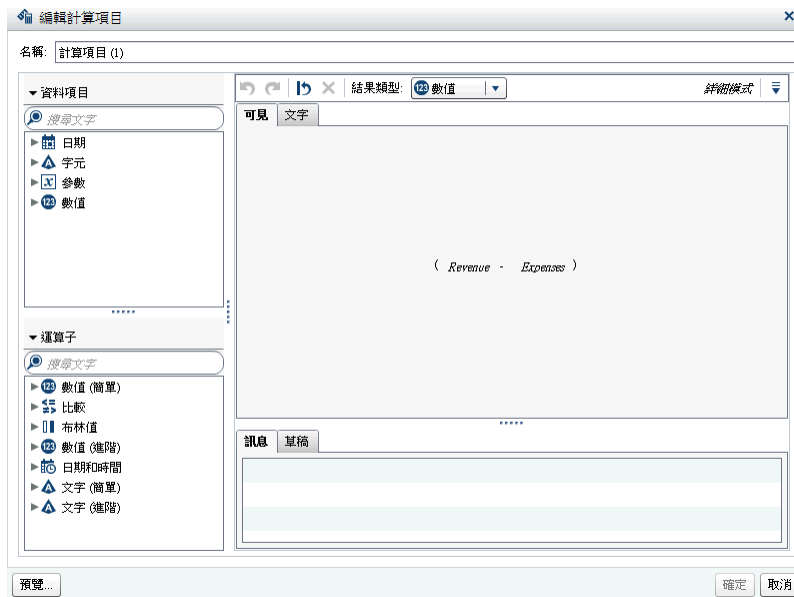 編輯計算項目
名稱: 計算項目 (1)
資料項目
搜尋文字
日期
字元
參數
數值
運算子
搜尋文字
數值 (簡單)
比較
布林值
數值 (進階)
日期和時間
文字 (簡單)
文字 (進階)
結果類型: 數值
詳細模式
可見 文字
( Revenue - Expenses )
訊息 草稿
預覽... 確定 取消